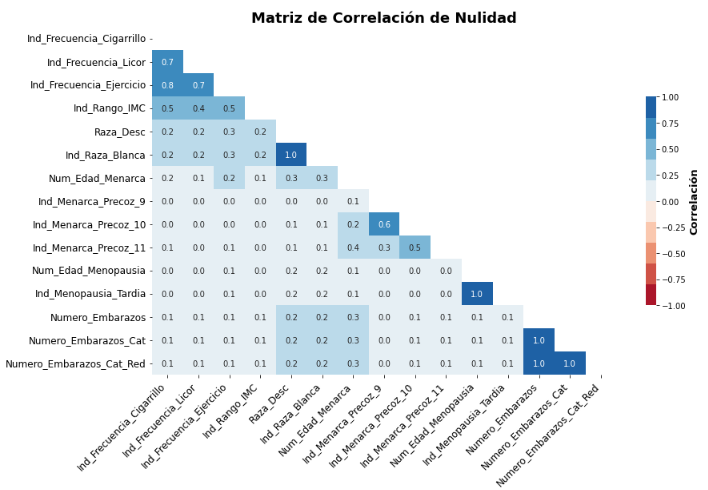 Matriz de Correlación de Nulidad
Ind_Frecuencia_Cigarrillo
Ind_Frecuencia_Licor 0.7
Ind_Frecuencia_Ejercicio 0.8 0.7
Ind_Rango_IMC 0.5 0.4 0.5
Raza_Desc 0.2 0.2 0.3 0.2
Ind_Raza_Blanca 0.2 0.2 0.3 0.2 1.0
Num_Edad_Menarca 0.2 0.1 0.2 0.1 0.3 0.3
Ind_Menarca_Precoz_9 0.0 0.0 0.0 0.0 0.0 0.0 0.1
Ind_Menarca_Precoz_10 0.0 0.0 0.0 0.0 0.1 0.1 0.2 0.6
Ind_Menarca_Precoz_11 0.1 0.0 0.1 0.0 0.1 0.1 0.4 0.3 0.5
Num_Edad_Menopausia 0.0 0.0 0.1 0.0 0.2 0.2 0.1 0.0 0.0 0.0
Ind_Menopausia_Tardia 0.0 0.0 0.1 0.0 0.2 0.2 0.1 0.0 0.0 0.0 1.0
Numero_Embarazos 0.1 0.1 0.1 0.1 0.2 0.2 0.3 0.0 0.1 0.1 0.1 0.1
Numero_Embarazos_Cat 0.1 0.1 0.1 0.1 0.2 0.2 0.3 0.0 0.1 0.1 0.1 0.1 1.0
Numero_Embarazos_Cat_Red 0.1 0.1 0.1 0.1 0.2 0.2 0.3 0.0 0.1 0.1 0.1 0.1 1.0 1.0
Ind_Frecuencia_Cigarrillo
Ind_Frecuencia_Licor
Ind_Frecuencia_Ejercicio
Ind_Rango_IMC
Raza_Desc
Ind_Raza_Blanca
Num_Edad_Menarca
Ind_Menarca_Precoz_9
Ind_Menarca_Precoz_10
Ind_Menarca_Precoz_11
Num_Edad_Menopausia
Ind_Menopausia_Tardia
Numero_Embarazos
Numero_Embarazos_Cat
Numero_Embarazos_Cat_Red
1.00
0.75
0.50
0.25
0.00
−0.25
−0.50
−0.75
−1.00
Correlación